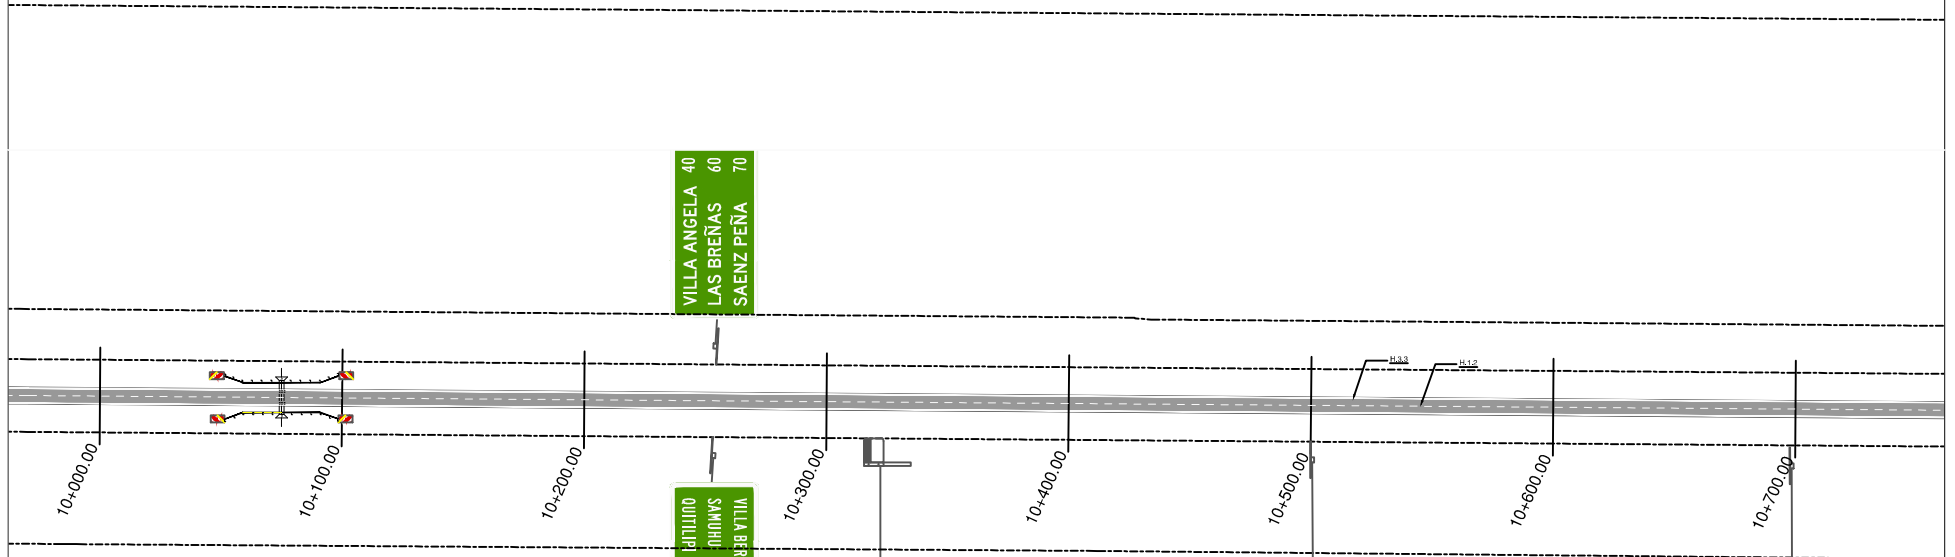 VILLA ANGELA 40
LAS BREÑAS 60
SAENZ PEÑA 70
H.3.3
H.1.2
10+000.00
10+100.00
10+200.00
10+300.00
10+400.00
10+500.00
10+600.00
10+700.00
VILLA BER
SAMUHU
QUITILIPI